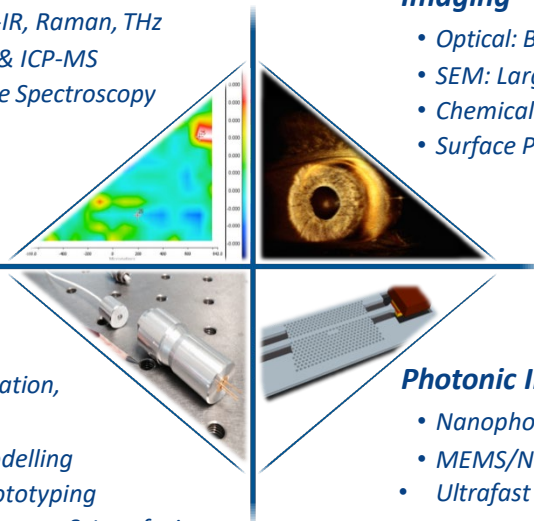 -IR, Raman, THz
& ICP-MS
e Spectroscopy
Imaging
• Optical: B
• SEM: Larg
• Chemical
• Surface P
ation,
delling
ototyping
Photonic I
• Nanopho
• MEMS/N
• Ultrafast